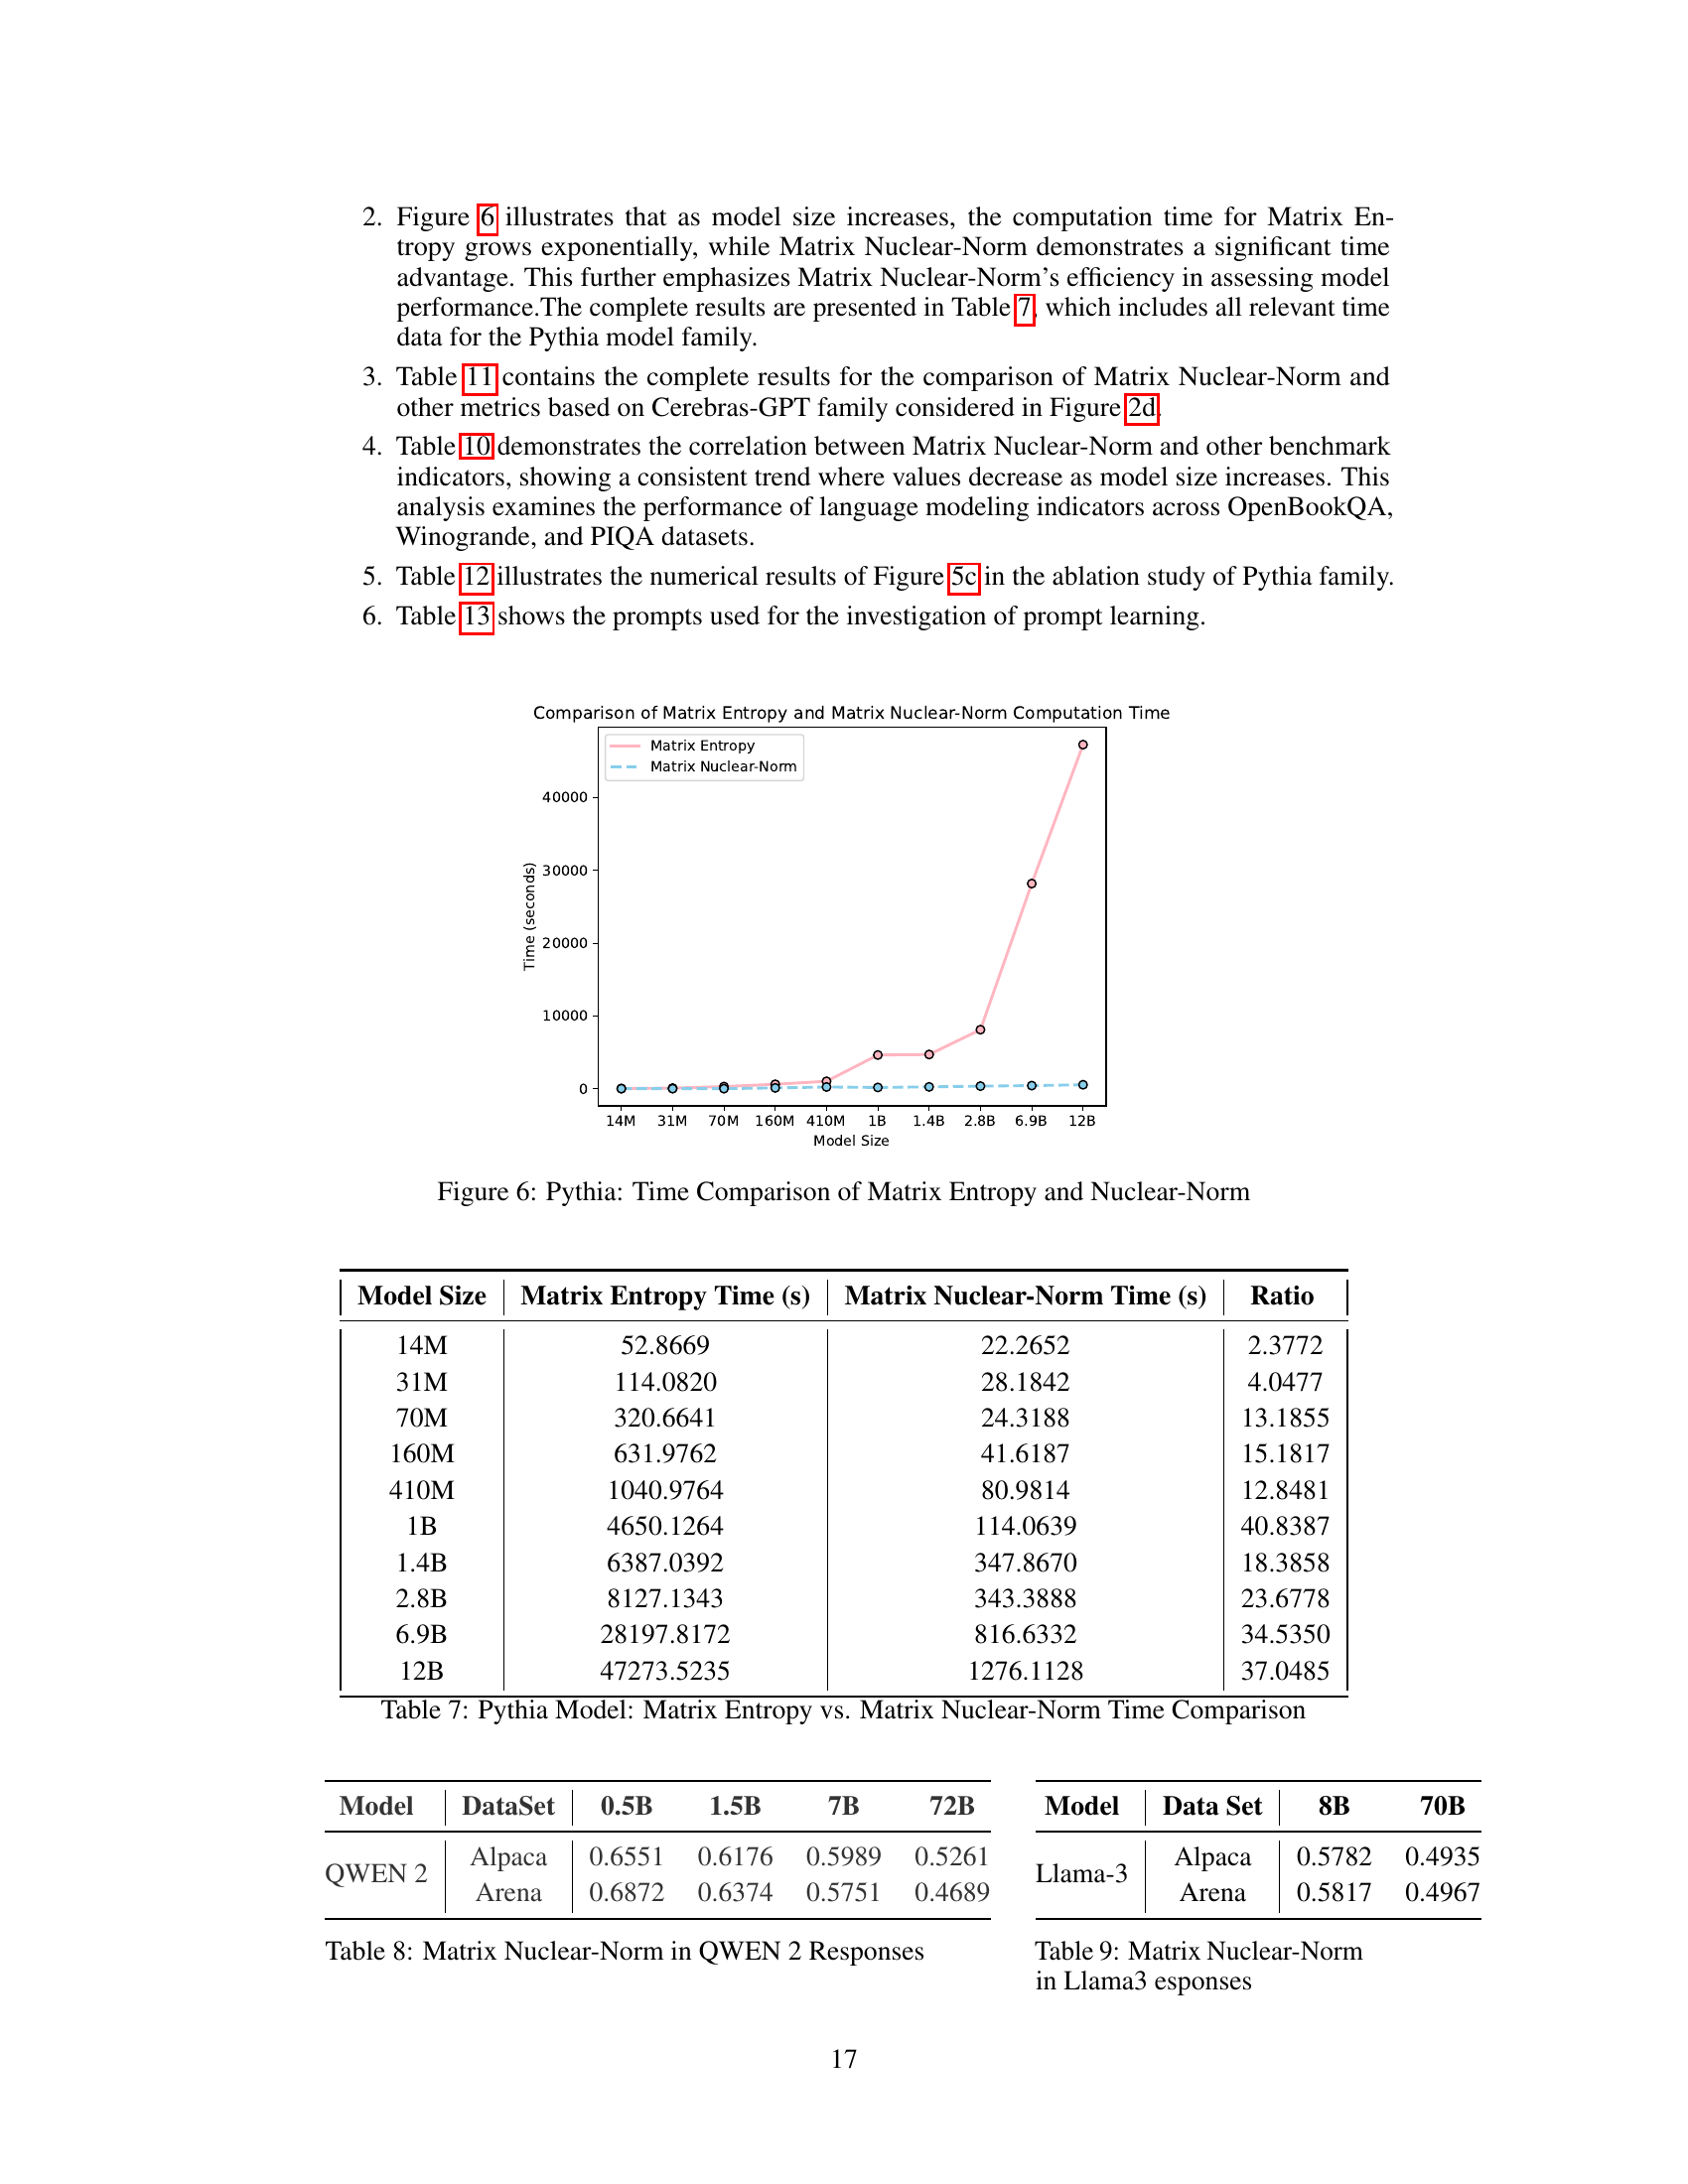 2. Figure 6 illustrates that as model size increases, the computation time for Matrix En-
tropy grows exponentially, while Matrix Nuclear-Norm demonstrates a significant time
advantage. This further emphasizes Matrix Nuclear-Norm's efficiency in assessing model
performance.The complete results are presented in Table 7, which includes all relevant time
data for the Pythia model family.
3. Table 11 contains the complete results for the comparison of Matrix Nuclear-Norm and
other metrics based on Cerebras-GPT family considered in Figure 2d.
4. Table 10 demonstrates the correlation between Matrix Nuclear-Norm and other benchmark
indicators, showing a consistent trend where values decrease as model size increases. This
analysis examines the performance of language modeling indicators across OpenBookQA,
Winogrande, and PIQA datasets.
5. Table 12 illustrates the numerical results of Figure 5c in the ablation study of Pythia family.
6. Table 13 shows the prompts used for the investigation of prompt learning.
Comparison of Matrix Entropy and Matrix Nuclear-Norm Computation Time
Matrix Entropy
Matrix Nuclear-Norm
40000
30000
20000
10000
0
Time (seconds)
14M 31M 70M 160M 410M 1B 1.4B 2.8B 6.9B 12B
Model Size
Figure 6: Pythia: Time Comparison of Matrix Entropy and Nuclear-Norm
Model Size Matrix Entropy Time (s) Matrix Nuclear-Norm Time (s) Ratio
14M 52.8669 22.2652 2.3772
31M 114.0820 28.1842 4.0477
70M 320.6641 24.3188 13.1855
160M 631.9762 41.6187 15.1817
410M 1040.9764 80.9814 12.8481
1B 4650.1264 114.0639 40.8387
1.4B 6387.0392 347.8670 18.3858
2.8B 8127.1343 343.3888 23.6778
6.9B 28197.8172 816.6332 34.5350
12B 47273.5235 1276.1128 37.0485
Table 7: Pythia Model: Matrix Entropy vs. Matrix Nuclear-Norm Time Comparison
Model DataSet 0.5B 1.5B 7B 72B
QWEN 2
Alpaca 0.6551 0.6176 0.5989 0.5261
Arena 0.6872 0.6374 0.5751 0.4689
Table 8: Matrix Nuclear-Norm in QWEN 2 Responses
Model Data Set 8B 70B
Llama-3
Alpaca 0.5782 0.4935
Arena 0.5817 0.4967
Table 9: Matrix Nuclear-Norm
in Llama3 esponses
17